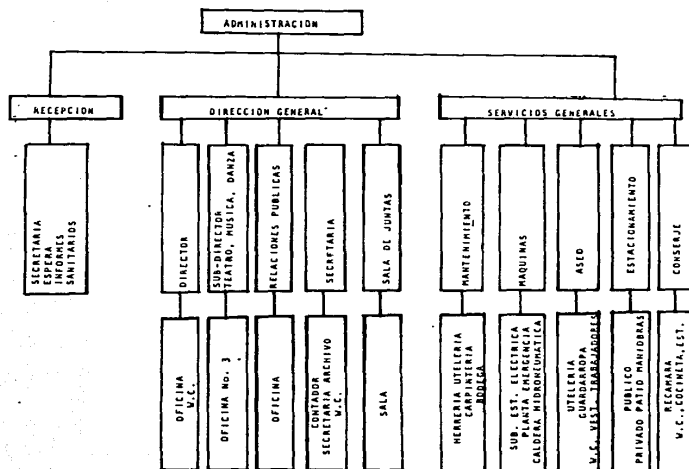 ADMINISTRACION
RECEPCION
DIRECCION GENERAL
SERVICIOS GENERALES
SECRETARIA
ESPERA
INFORMES
SANITARIOS
DIRECTOR
SUB-DIRECTOR
TEATRO, MUSICA, DANZA
RELACIONES PUBLICAS
SECRETARIA
SALA DE JUNTAS
MANTENIMIENTO
MAQUINAS
ASEO
ESTACIONAMIENTO
CONSERJE
OFICINA
W.C.
OFICINA No. 3
OFICINA
CONTADOR
SECRETARIA ARCHIVO
W.C.
SALA
HERRERIA UTELERIA
CARPINTERIA
BODEGA
SUB. EST. ELECTRICA
PLANTA EMERGENCIA
CALDERA HIDRONEUMATICA
UTELERIA
GUARDARROPA
W.C. VEST. TRABAJADORES
PUBLICO
PRIVADO PATIO MANIOBRAS
RECAMARA
W.C., COCINETA, EST.